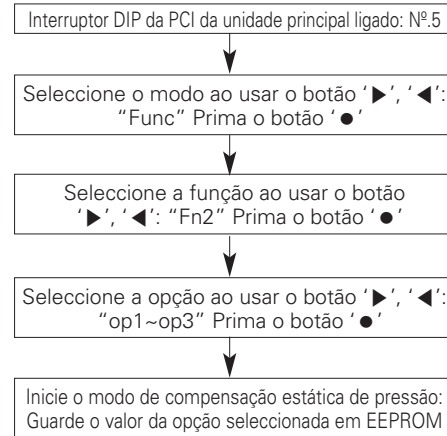 Interruptor DIP da PCI da unidade principal ligado: Nº.5
Seleccione o modo ao usar o botão ‘▶’, ‘◀’:
“Func” Prima o botão ‘●’
Seleccione a função ao usar o botão
‘▶’, ‘◀’: “Fn2” Prima o botão ‘●’
Seleccione a opção ao usar o botão ‘▶’, ‘◀’:
“op1~op3” Prima o botão ‘●’
Inicie o modo de compensação estática de pressão:
Guarde o valor da opção seleccionada em EEPROM